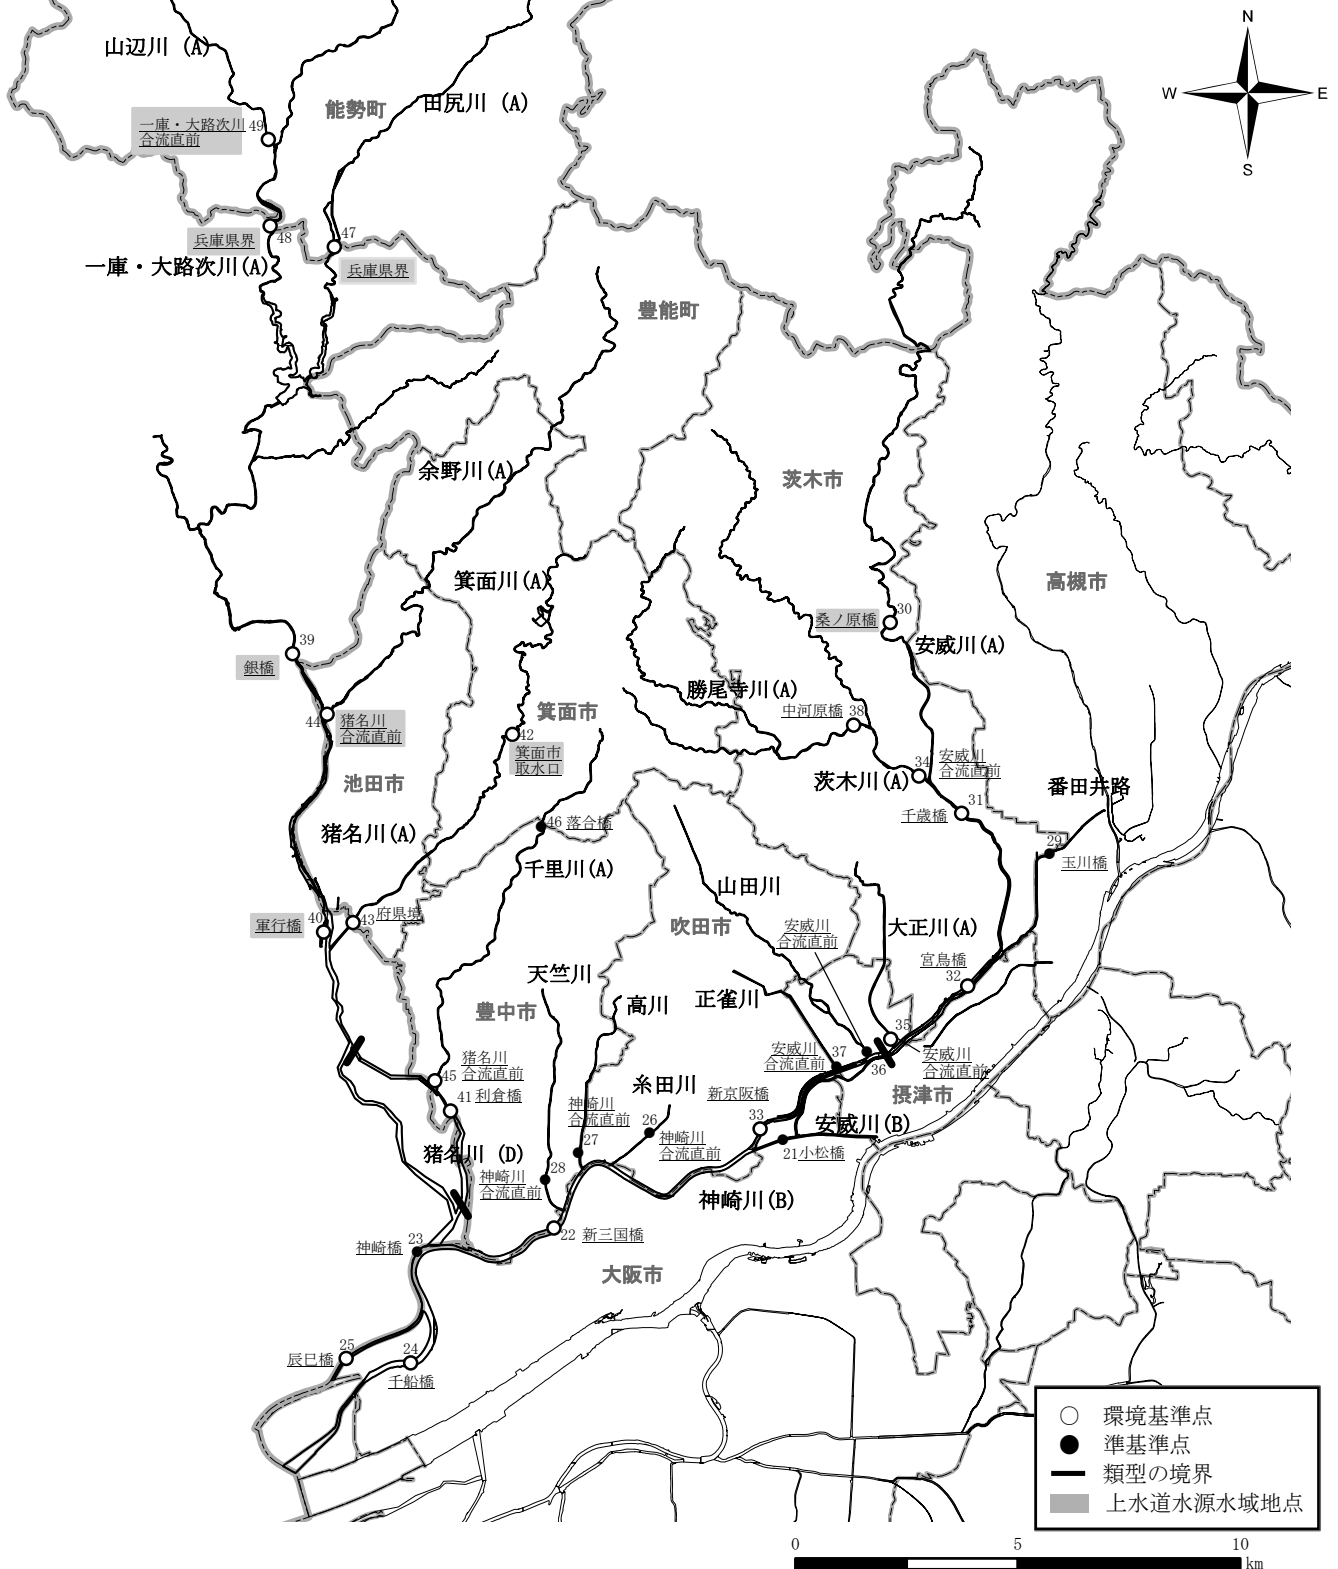 N
W
E
S
山辺川 (A)
能勢町
田尻川 (A)
一庫・大路次川
合流直前
49
兵庫県界
48
47
兵庫県界
一庫・大路次川(A)
豊能町
余野川(A)
茨木市
箕面川(A)
高槻市
桑ノ原橋
30
安威川(A)
39
銀橋
勝尾寺川(A)
中河原橋
38
44
猪名川
合流直前
箕面市
42
箕面市
取水口
34
安威川
合流直前
池田市
茨木川(A)
番田井路
31
千歳橋
猪名川(A)
46
落合橋
29
玉川橋
千里川(A)
山田川
軍行橋
40
43
府県境
吹田市
安威川
合流直前
大正川(A)
宮鳥橋
32
天竺川
高川
正雀川
豊中市
35
猪名川
合流直前
45
安威川
合流直前
37
36
安威川
合流直前
糸田川
摂津市
41
利倉橋
神崎川
合流直前
新京阪橋
26
33
安威川(B)
猪名川 (D)
27
神崎川
合流直前
21
小松橋
28
神崎川
合流直前
神崎川(B)
22
新三国橋
23
神崎橋
大阪市
25
辰巳橋
24
千船橋
環境基準点
準基準点
類型の境界
上水道水源水域地点
0
5
10
km